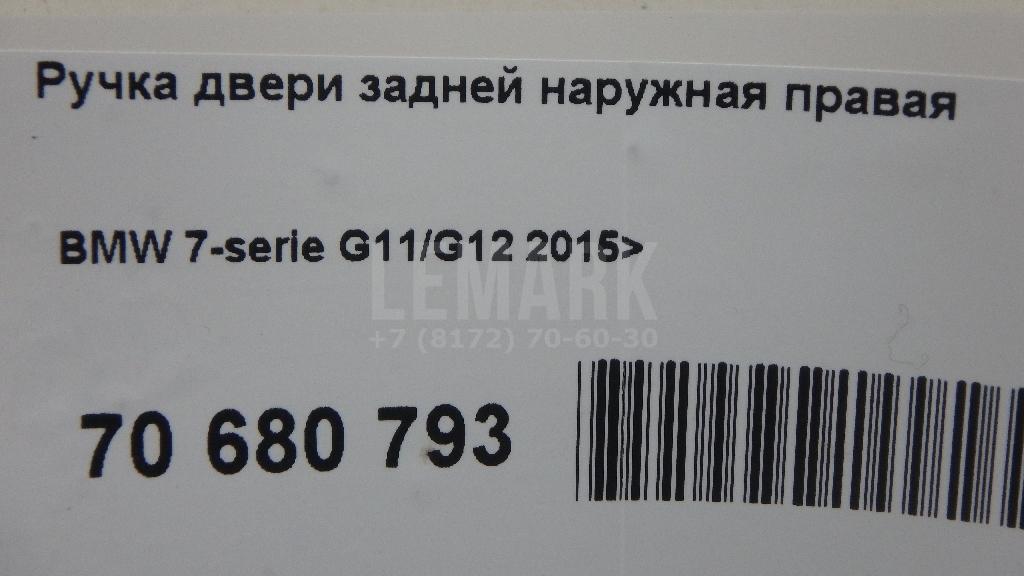 Ручка двери задней наружная правая
BMW 7-serie G11/G12 2015>
LEMARK
+7 (8172) 70-60-30
70 680 793